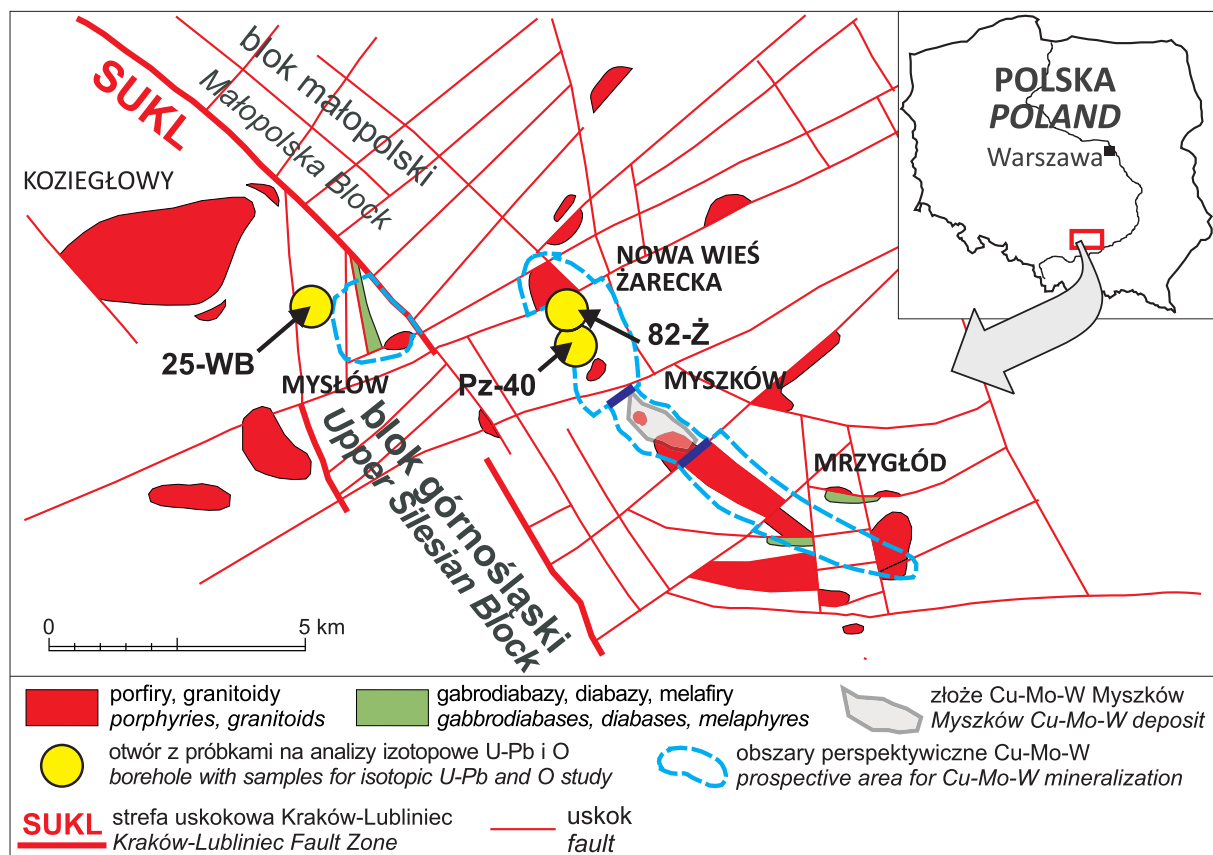 POLSKA
POLAND
Warszawa
SUKL
blok małopolski
Małopolska Block
KOZIEGŁOWY
NOWA WIEŚ
ŻARECKA
25-WB
82-Ż
MYSŁÓW
Pz-40
MYSZKÓW
blok górnośląski
Upper Silesian Block
MRZYGŁÓD
0
5 km
porfiry, granitoidy
porphyries, granitoids
gabrodiabazy, diabazy, melafiry
gabbrodiabases, diabases, melaphyres
złoże Cu-Mo-W Myszków
Myszków Cu-Mo-W deposit
otwór z próbkami na analizy izotopowe U-Pb i O
borehole with samples for isotopic U-Pb and O study
obszary perspektywiczne Cu-Mo-W
prospective area for Cu-Mo-W mineralization
SUKL
strefa uskokowa Kraków-Lubliniec
Kraków-Lubliniec Fault Zone
uskok
fault